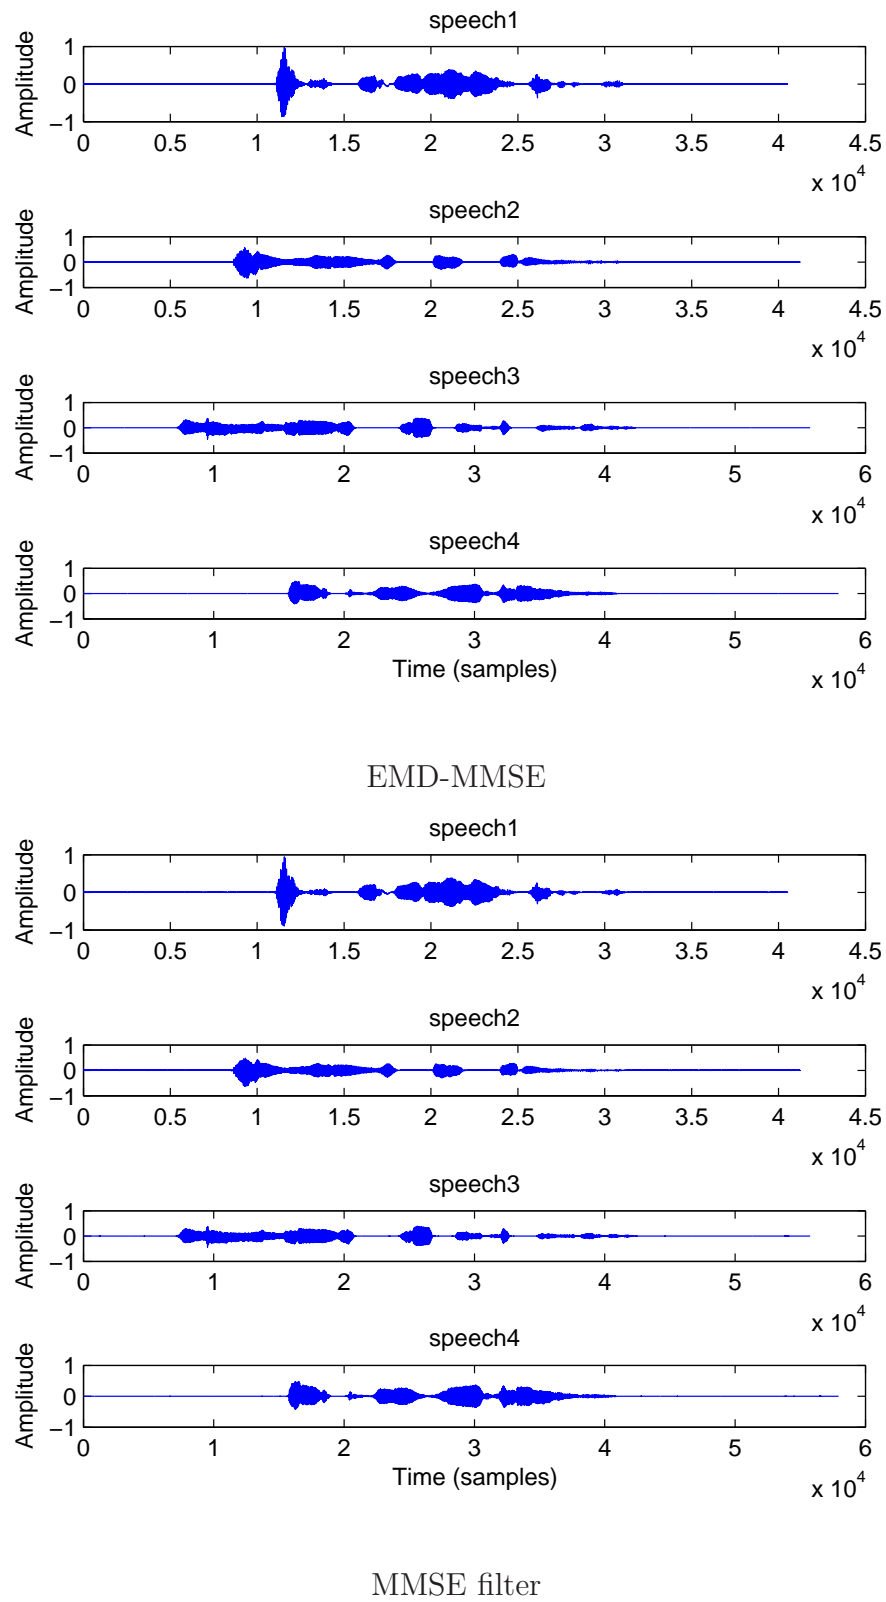 speech1
Amplitude
1
0
−1
0 0.5 1 1.5 2 2.5 3 3.5 4 4.5
x 10^4
speech2
Amplitude
1
0
−1
0 0.5 1 1.5 2 2.5 3 3.5 4 4.5
x 10^4
speech3
Amplitude
1
0
−1
0 1 2 3 4 5 6
x 10^4
speech4
Amplitude
1
0
−1
0 1 2 3 4 5 6
Time (samples)
x 10^4
EMD-MMSE
speech1
Amplitude
1
0
−1
0 0.5 1 1.5 2 2.5 3 3.5 4 4.5
x 10^4
speech2
Amplitude
1
0
−1
0 0.5 1 1.5 2 2.5 3 3.5 4 4.5
x 10^4
speech3
Amplitude
1
0
−1
0 1 2 3 4 5 6
x 10^4
speech4
Amplitude
1
0
−1
0 1 2 3 4 5 6
Time (samples)
x 10^4
MMSE filter